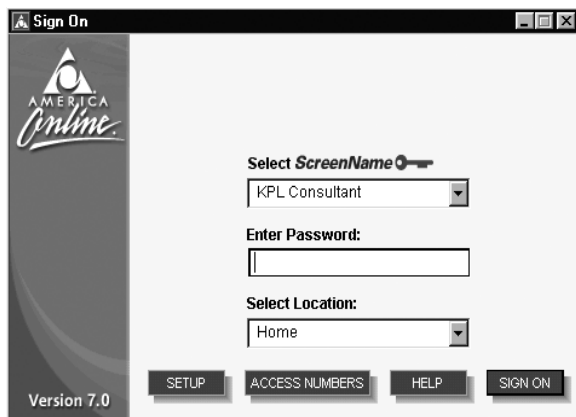 Sign On
AMERICA
Online
Select ScreenName
KPL Consultant
Enter Password:
Select Location:
Home
SETUP
ACCESS NUMBERS
HELP
SIGN ON
Version 7.0